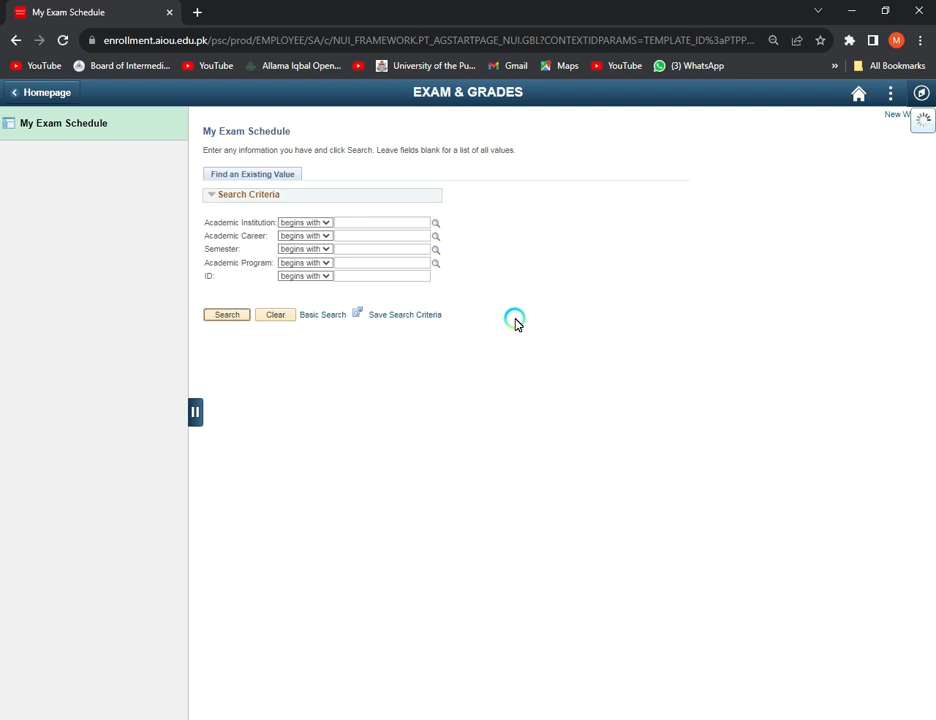 My Exam Schedule
enrollment.aiou.edu.pk/psc/prod/EMPLOYEE/SA/c/NUI_FRAMEWORK.PT_AGSTARTPAGE_NUI.GBL?CONTEXTIDPARAMS=TEMPLATE_ID%3aPTPP...
M
YouTube Board of Intermedi... YouTube Allama Iqbal Open... University of the Pu... Gmail Maps YouTube (3) WhatsApp » All Bookmarks
Homepage EXAM & GRADES
New W
My Exam Schedule
My Exam Schedule
Enter any information you have and click Search. Leave fields blank for a list of all values.
Find an Existing Value
Search Criteria
Academic Institution: begins with
Academic Career: begins with
Semester: begins with
Academic Program: begins with
ID: begins with
Search Clear Basic Search Save Search Criteria